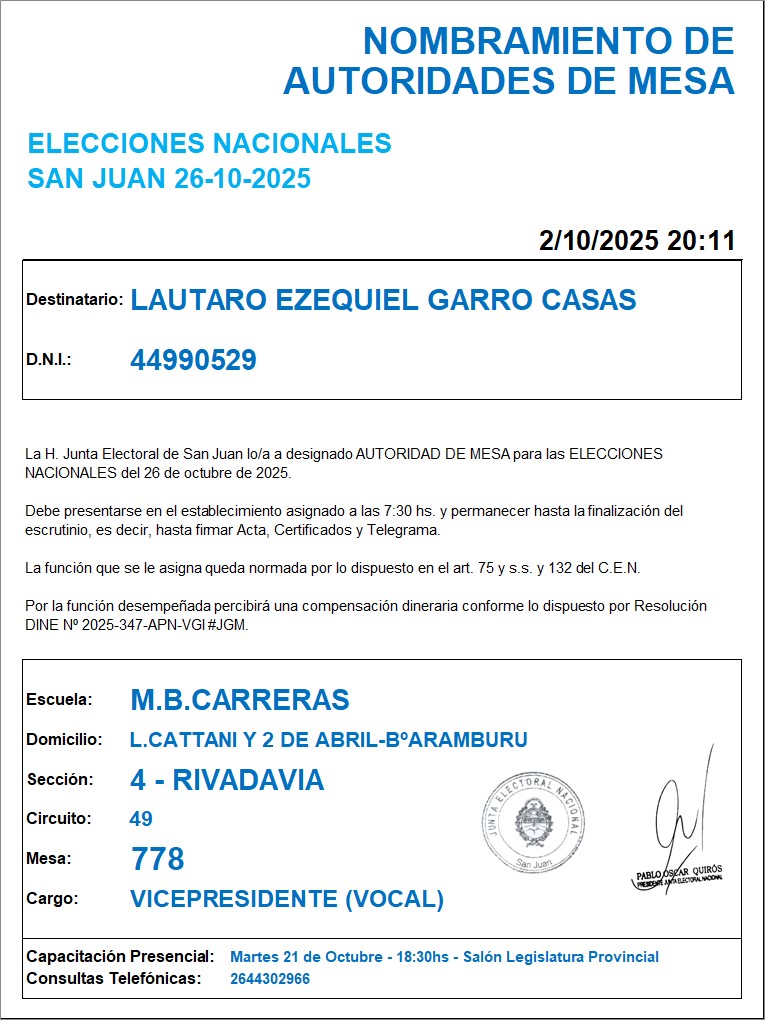 NOMBRAMIENTO DE
AUTORIDADES DE MESA
ELECCIONES NACIONALES
SAN JUAN 26-10-2025
2/10/2025 20:11
Destinatario: LAUTARO EZEQUIEL GARRO CASAS
D.N.I.: 44990529
La H. Junta Electoral de San Juan lo/a a designado AUTORIDAD DE MESA para las ELECCIONES
NACIONALES del 26 de octubre de 2025.
Debe presentarse en el establecimiento asignado a las 7:30 hs. y permanecer hasta la finalización del
escrutinio, es decir, hasta firmar Acta, Certificados y Telegrama.
La función que se le asigna queda normada por lo dispuesto en el art. 75 y s.s. y 132 del C.E.N.
Por la función desempeñada percibirá una compensación dineraria conforme lo dispuesto por Resolución
DINE Nº 2025-347-APN-VGI#JGM.
Escuela: M.B.CARRERAS
Domicilio: L.CATTANI Y 2 DE ABRIL-BºARAMBURU
Sección: 4 - RIVADAVIA
Circuito: 49
Mesa: 778
Cargo: VICEPRESIDENTE (VOCAL)
JUNTA ELECTORAL NACIONAL
San Juan
PABLO OSCAR QUIRÓS
PRESIDENTE JUNTA ELECTORAL NACIONAL
Capacitación Presencial: Martes 21 de Octubre - 18:30hs - Salón Legislatura Provincial
Consultas Telefónicas: 2644302966